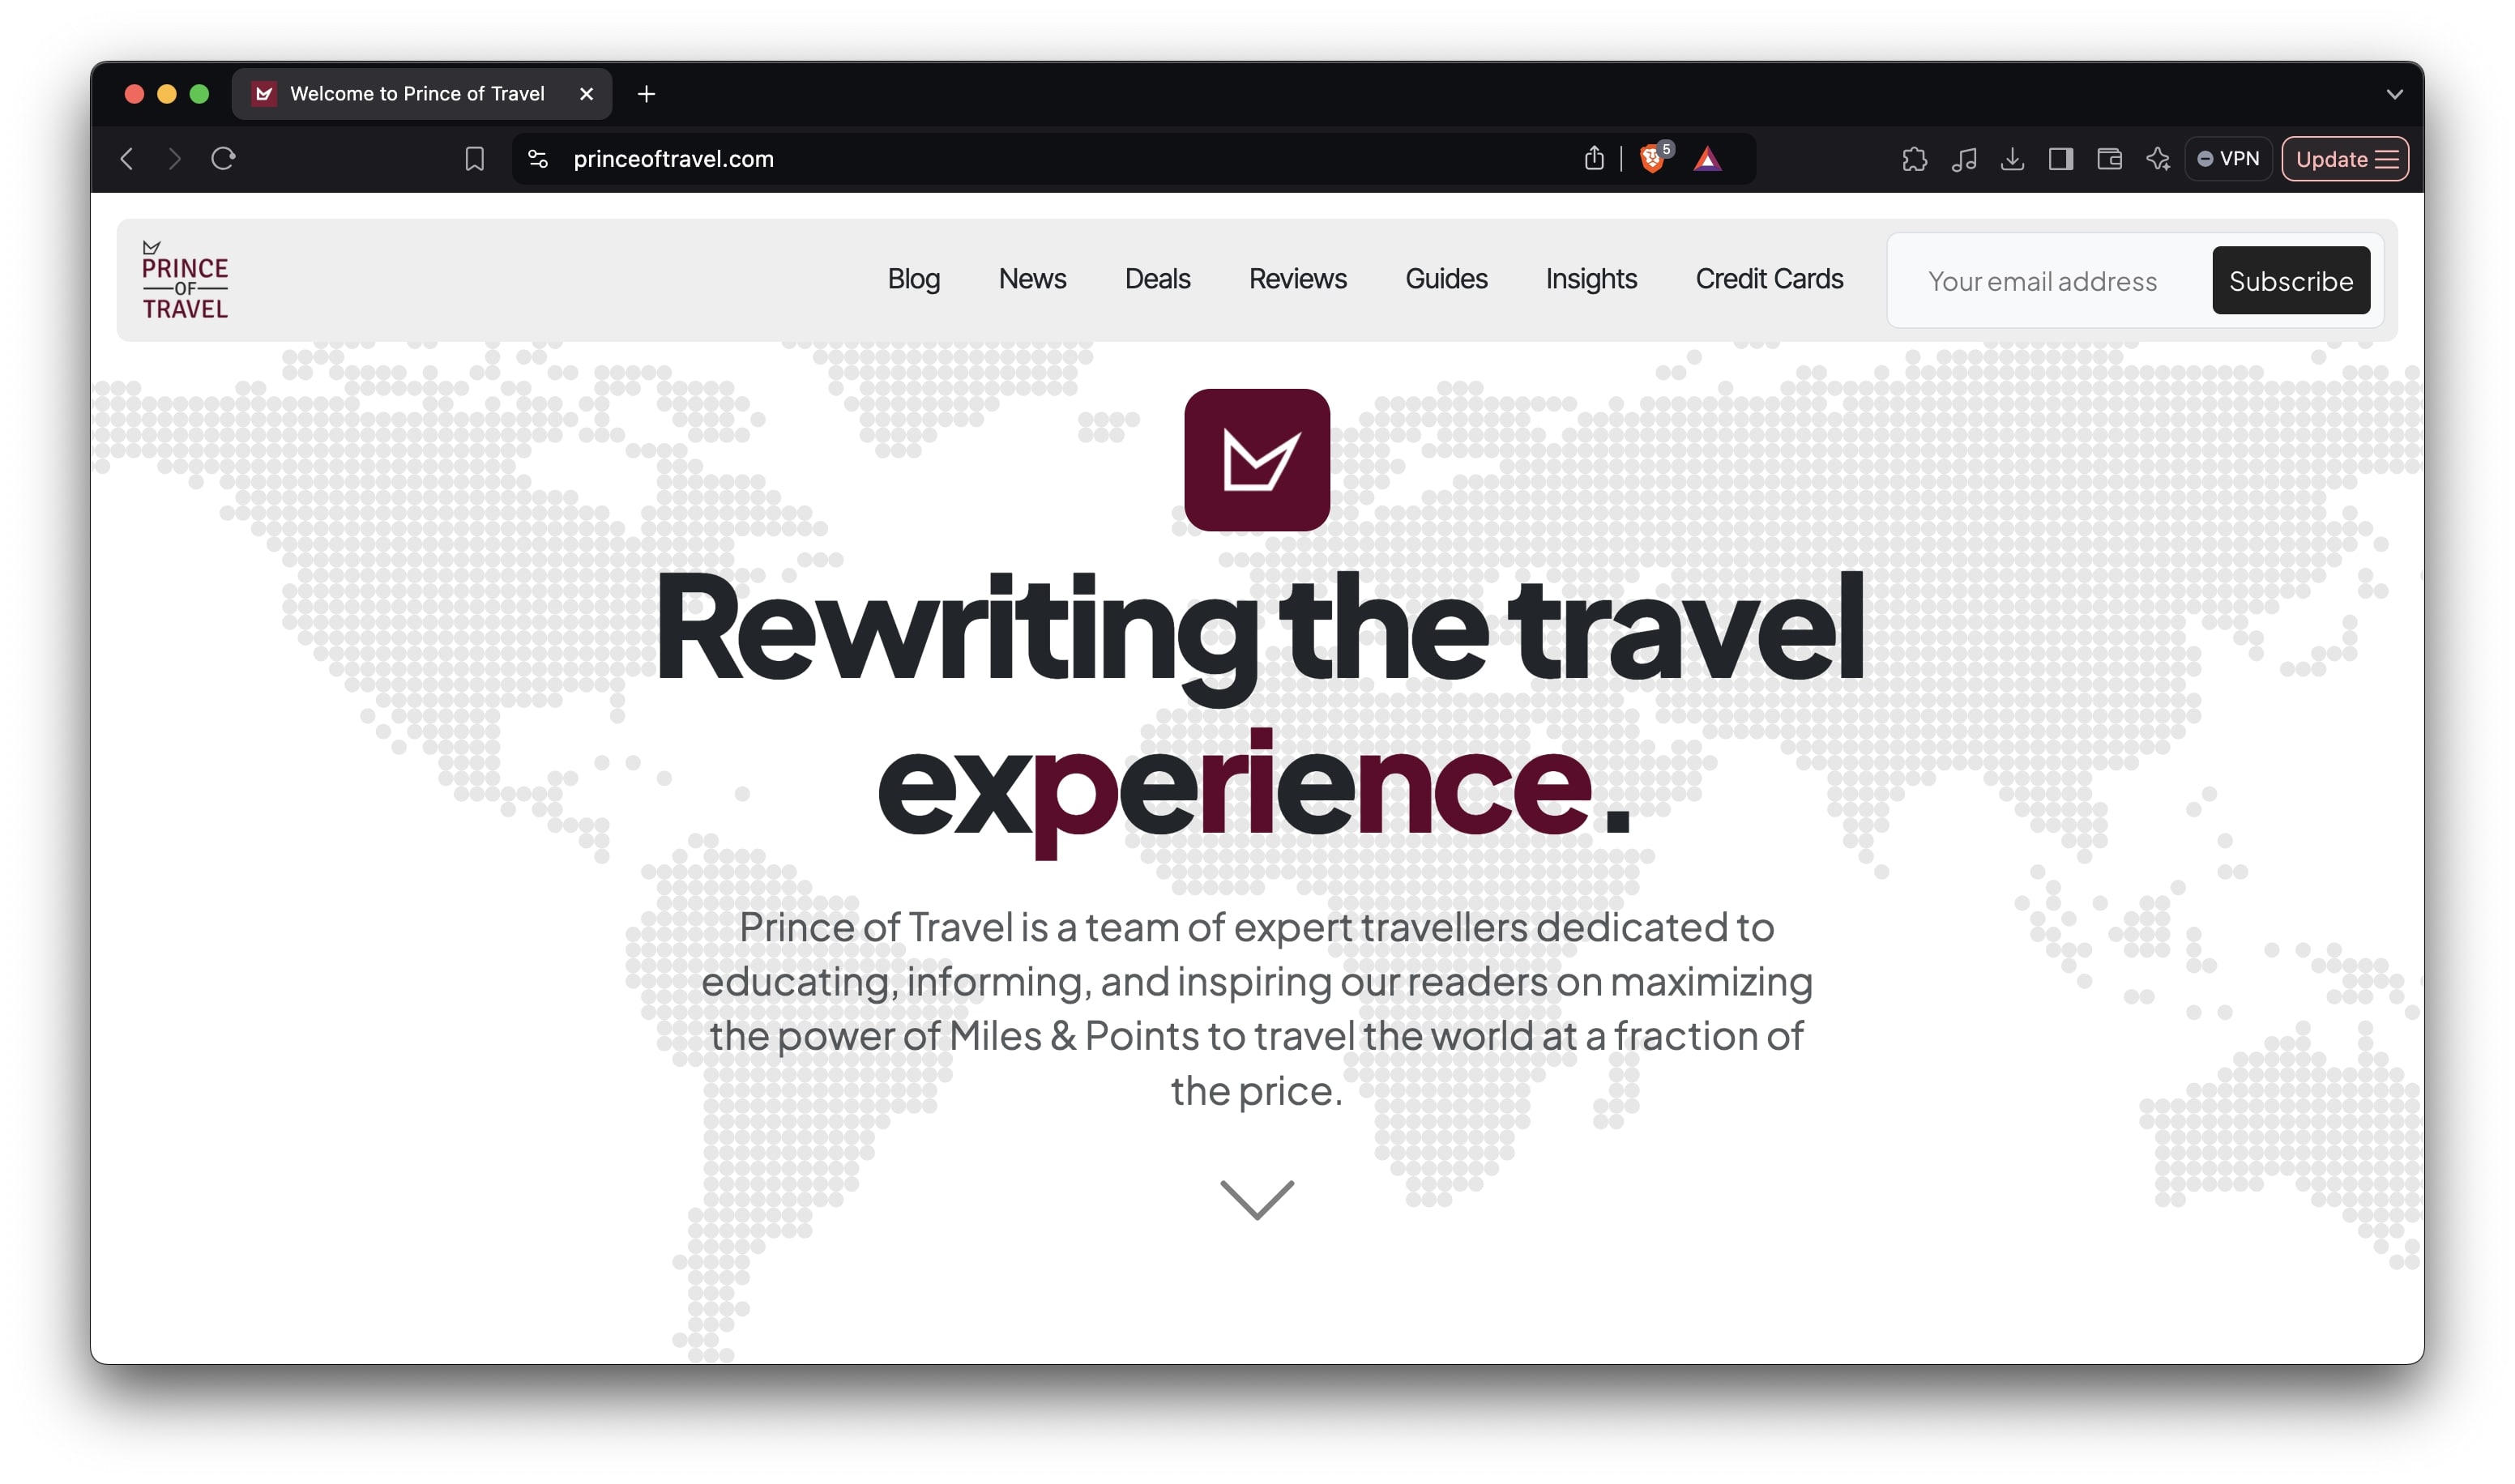 Welcome to Prince of Travel
princeoftravel.com
5
VPN
Update
PRINCE
OF
TRAVEL
Blog
News
Deals
Reviews
Guides
Insights
Credit Cards
Your email address
Subscribe
Rewriting the travel
experience.
Prince of Travel is a team of expert travellers dedicated to
educating, informing, and inspiring our readers on maximizing
the power of Miles & Points to travel the world at a fraction of
the price.